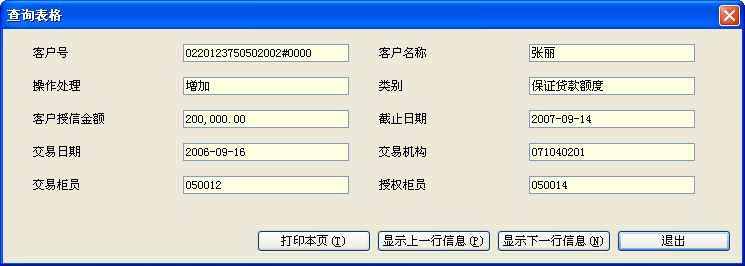 查询表格
客户号 0220123750502002#0000 客户名称 张丽
操作处理 增加 类别 保证贷款额度
客户授信金额 200,000.00 截止日期 2007-09-14
交易日期 2006-09-16 交易机构 071040201
交易柜员 050012 授权柜员 050014
打印本页(T) 显示上一行信息(P) 显示下一行信息(N) 退出